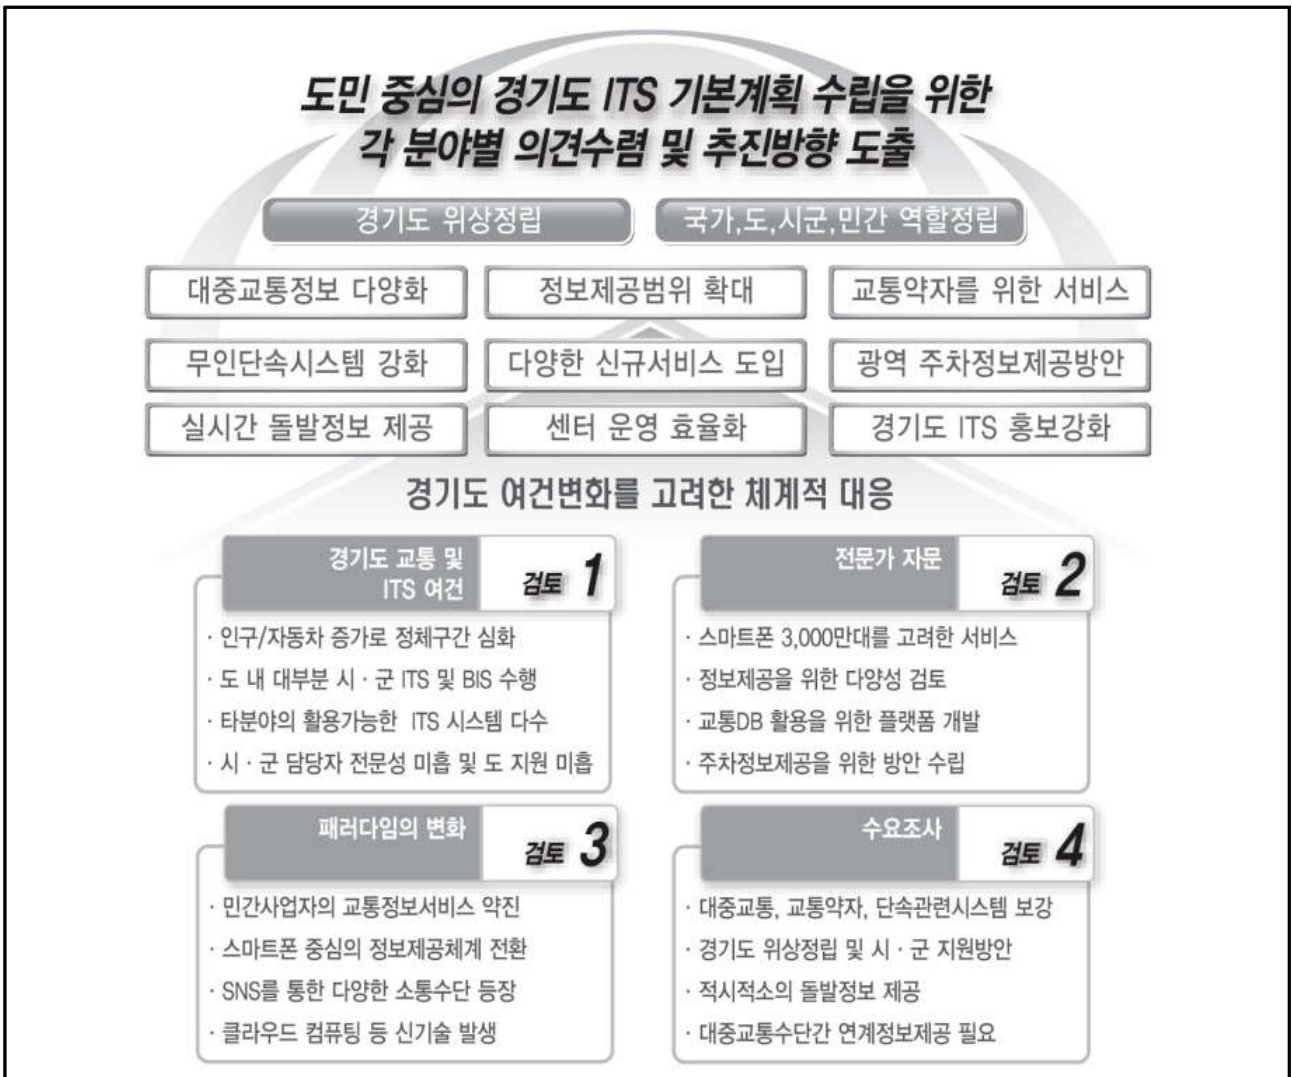 도민 중심의 경기도 ITS 기본계획 수립을 위한
각 분야별 의견수렴 및 추진방향 도출
경기도 위상정립
국가,도,시군,민간 역할정립
대중교통정보 다양화
정보제공범위 확대
교통약자를 위한 서비스
무인단속시스템 강화
다양한 신규서비스 도입
광역 주차정보제공방안
실시간 돌발정보 제공
센터 운영 효율화
경기도 ITS 홍보강화
경기도 여건변화를 고려한 체계적 대응
경기도 교통 및
ITS 여건
검토 1
· 인구/자동차 증가로 정체구간 심화
· 도 내 대부분 시 · 군 ITS 및 BIS 수행
· 타분야의 활용가능한 ITS 시스템 다수
· 시 · 군 담당자 전문성 미흡 및 도 지원 미흡
전문가 자문
검토 2
· 스마트폰 3,000만대를 고려한 서비스
· 정보제공을 위한 다양성 검토
· 교통DB 활용을 위한 플랫폼 개발
· 주차정보제공을 위한 방안 수립
패러다임의 변화
검토 3
· 민간사업자의 교통정보서비스 약진
· 스마트폰 중심의 정보제공체계 전환
· SNS를 통한 다양한 소통수단 등장
· 클라우드 컴퓨팅 등 신기술 발생
수요조사
검토 4
· 대중교통, 교통약자, 단속관련시스템 보강
· 경기도 위상정립 및 시 · 군 지원방안
· 적시적소의 돌발정보 제공
· 대중교통수단간 연계정보제공 필요